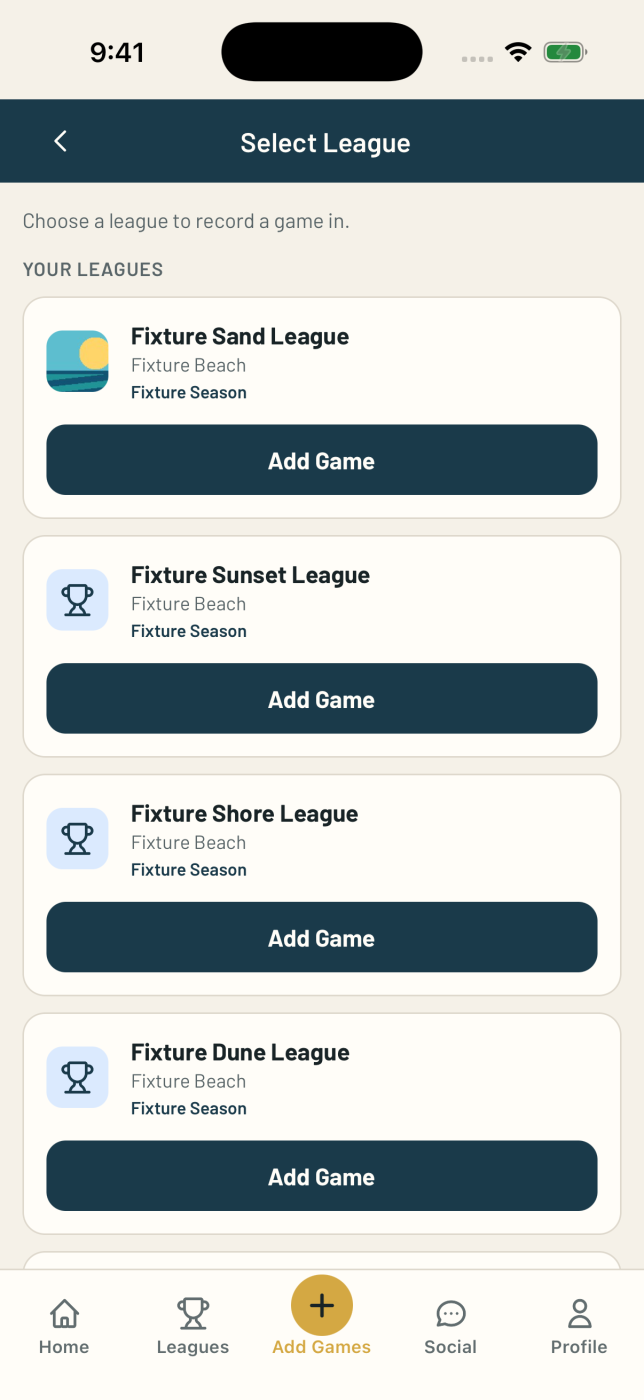 9:41
Select League
Choose a league to record a game in.
YOUR LEAGUES
Fixture Sand League
Fixture Beach
Fixture Season
Add Game
Fixture Sunset League
Fixture Beach
Fixture Season
Add Game
Fixture Shore League
Fixture Beach
Fixture Season
Add Game
Fixture Dune League
Fixture Beach
Fixture Season
Add Game
Home
Leagues
Add Games
Social
Profile